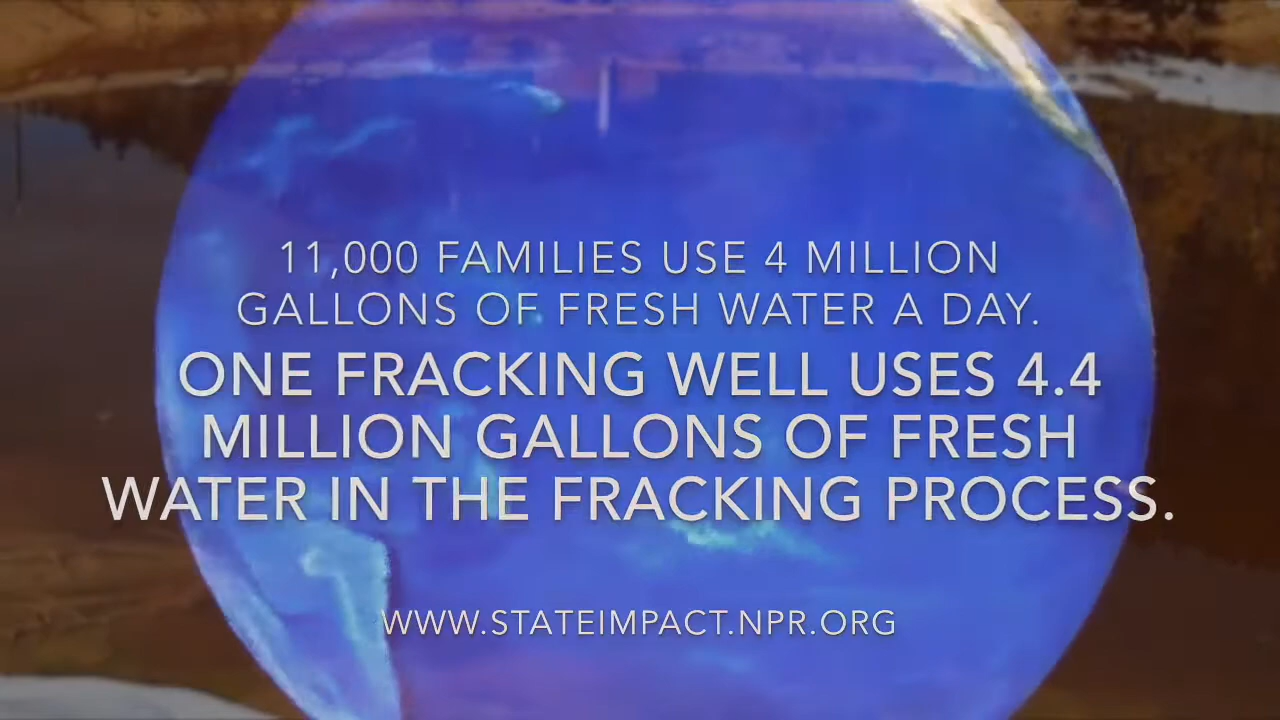 11,000 FAMILIES USE 4 MILLION
GALLONS OF FRESH WATER A DAY.
ONE FRACKING WELL USES 4.4
MILLION GALLONS OF FRESH
WATER IN THE FRACKING PROCESS.
WWW.STATEIMPACT.NPR.ORG